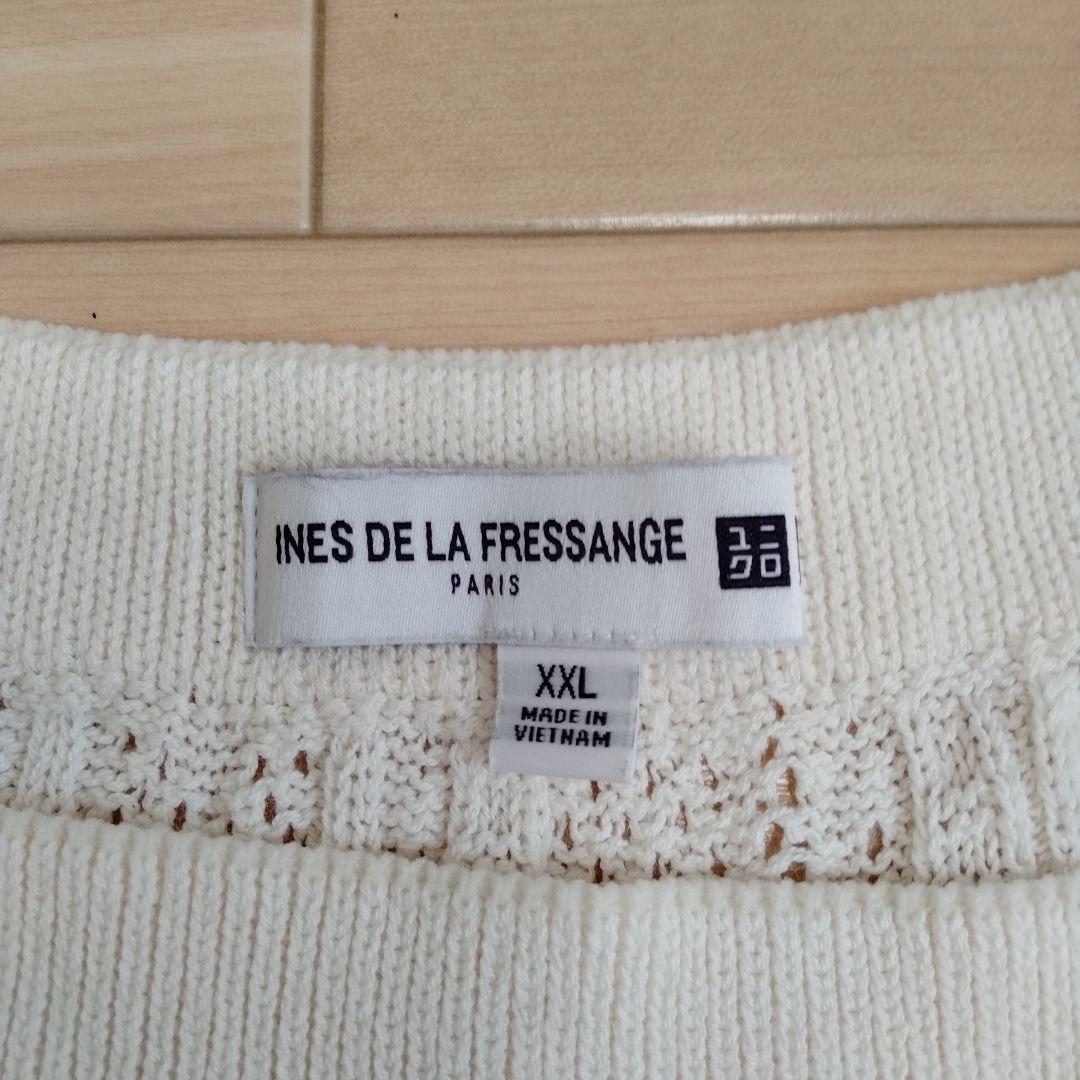 INES DE LA FRESSANGE
PARIS
ユニ
クロ
XXL
MADE IN
VIETNAM